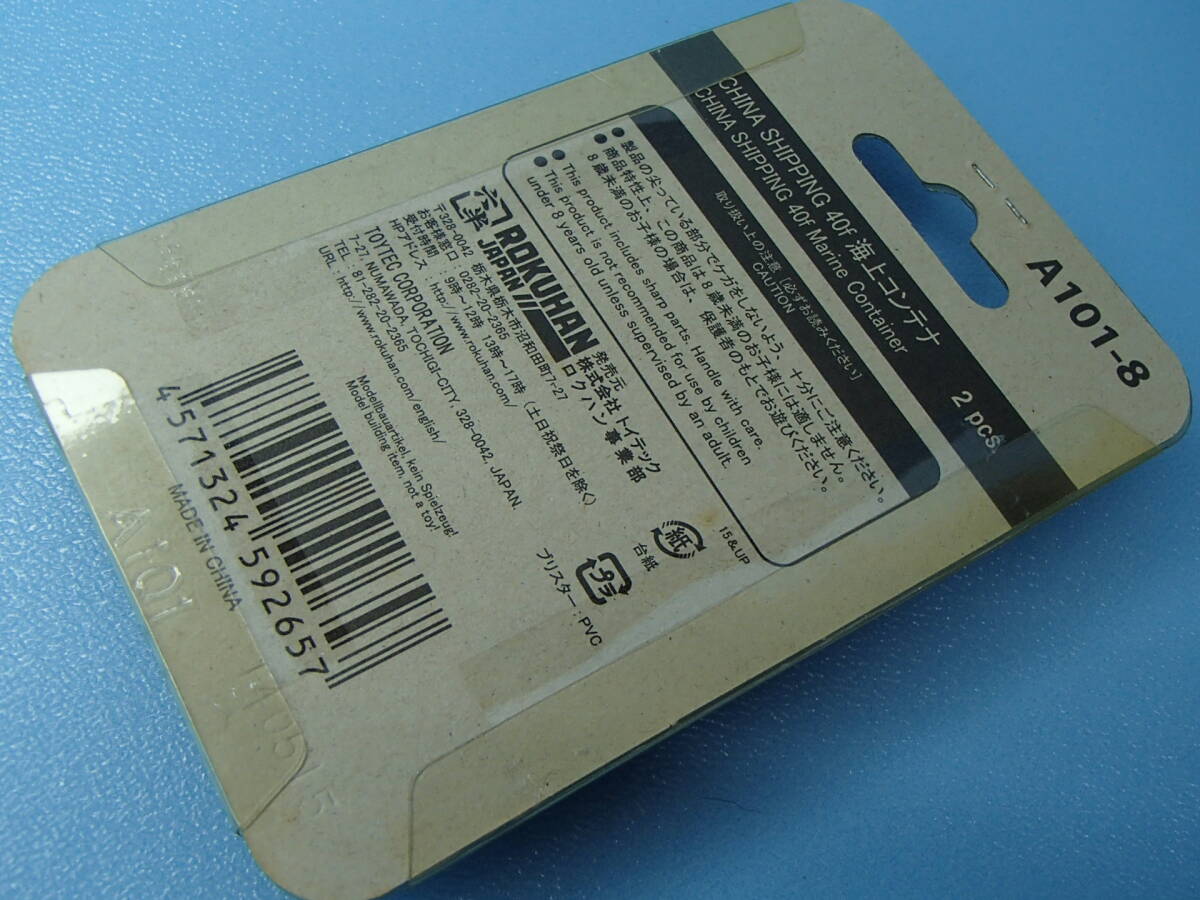 A101-8
CHINA SHIPPING 40f 海上コンテナ
CHINA SHIPPING 40f Marine Container
2 pcs.
取り扱い上の注意 [必ずお読みください]
CAUTION
● 製品の尖っている部分でケガをしないよう、十分にご注意ください。
● 商品特性上、この商品は8歳未満のお子様には適しません。
8歳未満のお子様の場合は、保護者のもとでお遊びください。
● This product includes sharp parts. Handle with care.
● This product is not recommended for use by children
under 8 years old unless supervised by an adult.
15&UP
六半
ROKUHAN
JAPAN
発売元
株式会社トイテック
ロクハン事業部
〒328-0042 栃木県栃木市沼和田町7-27
お客様窓口：0282-20-2365
受付時間：9時～12時 13時～17時（土日祝祭日を除く）
HPアドレス：http://www.rokuhan.com/
TOYTEC CORPORATION
7-27 NUMAWADA TOCHIGI-CITY, 328-0042, JAPAN.
TEL. 81-282-20-2365
URL: http://www.rokuhan.com/english/
Modellbauartikel, kein Spielzeug!
Model building item, not a toy!
紙
台紙
プラ
ブリスター：PVC
4571324592657
MADE IN CHINA